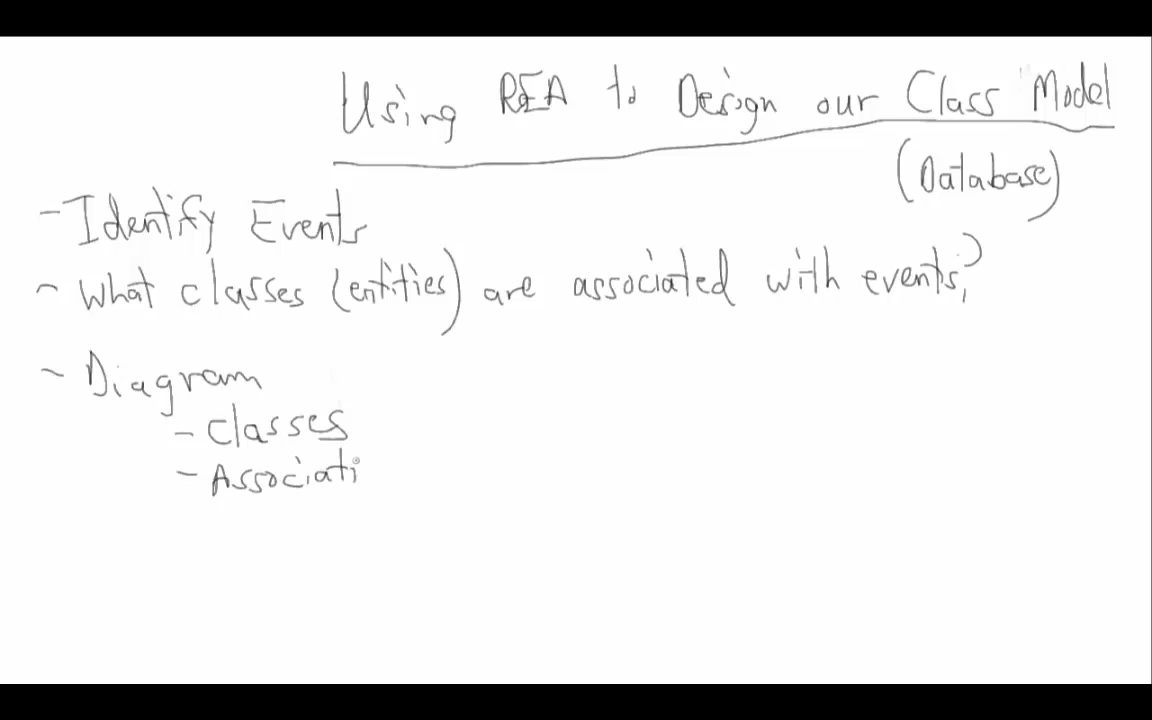 Using REA to Design our Class Model
(Database)
- Identify Events
- What classes (entities) are associated with events?
- Diagram
- Classes
- Associati